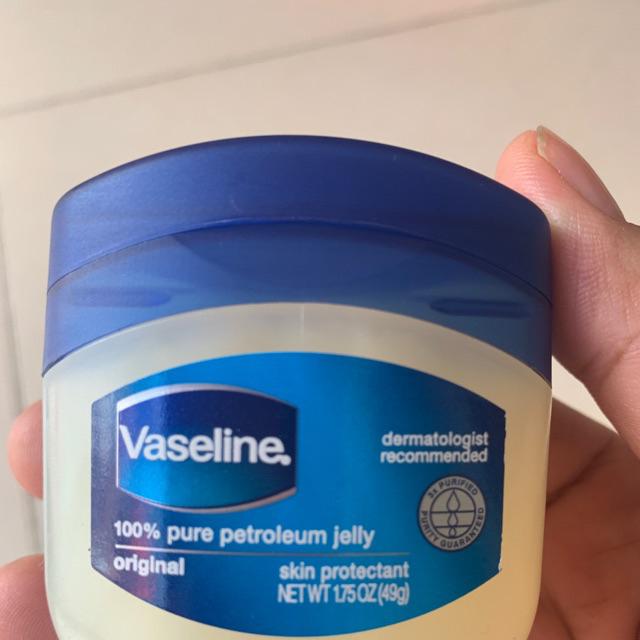 Vaseline.
dermatologist
recommended
3x PURIFIED
PURITY GUARANTEED
100% pure petroleum jelly
original
skin protectant
NET WT 1.75 OZ (49g)